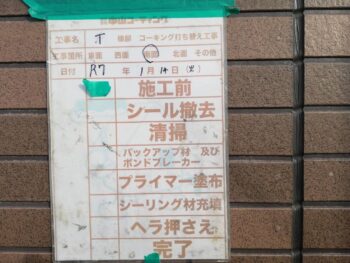 工事名 T 様邸 コーキング打ち替え工事
工事箇所 東面 西面 南面 北面 その他
日付 R7 年 1月 14日
施工前
シール撤去
清掃
バックアップ材 及び
ボンドブレーカー
プライマー塗布
シーリング材充填
ヘラ押さえ
完了